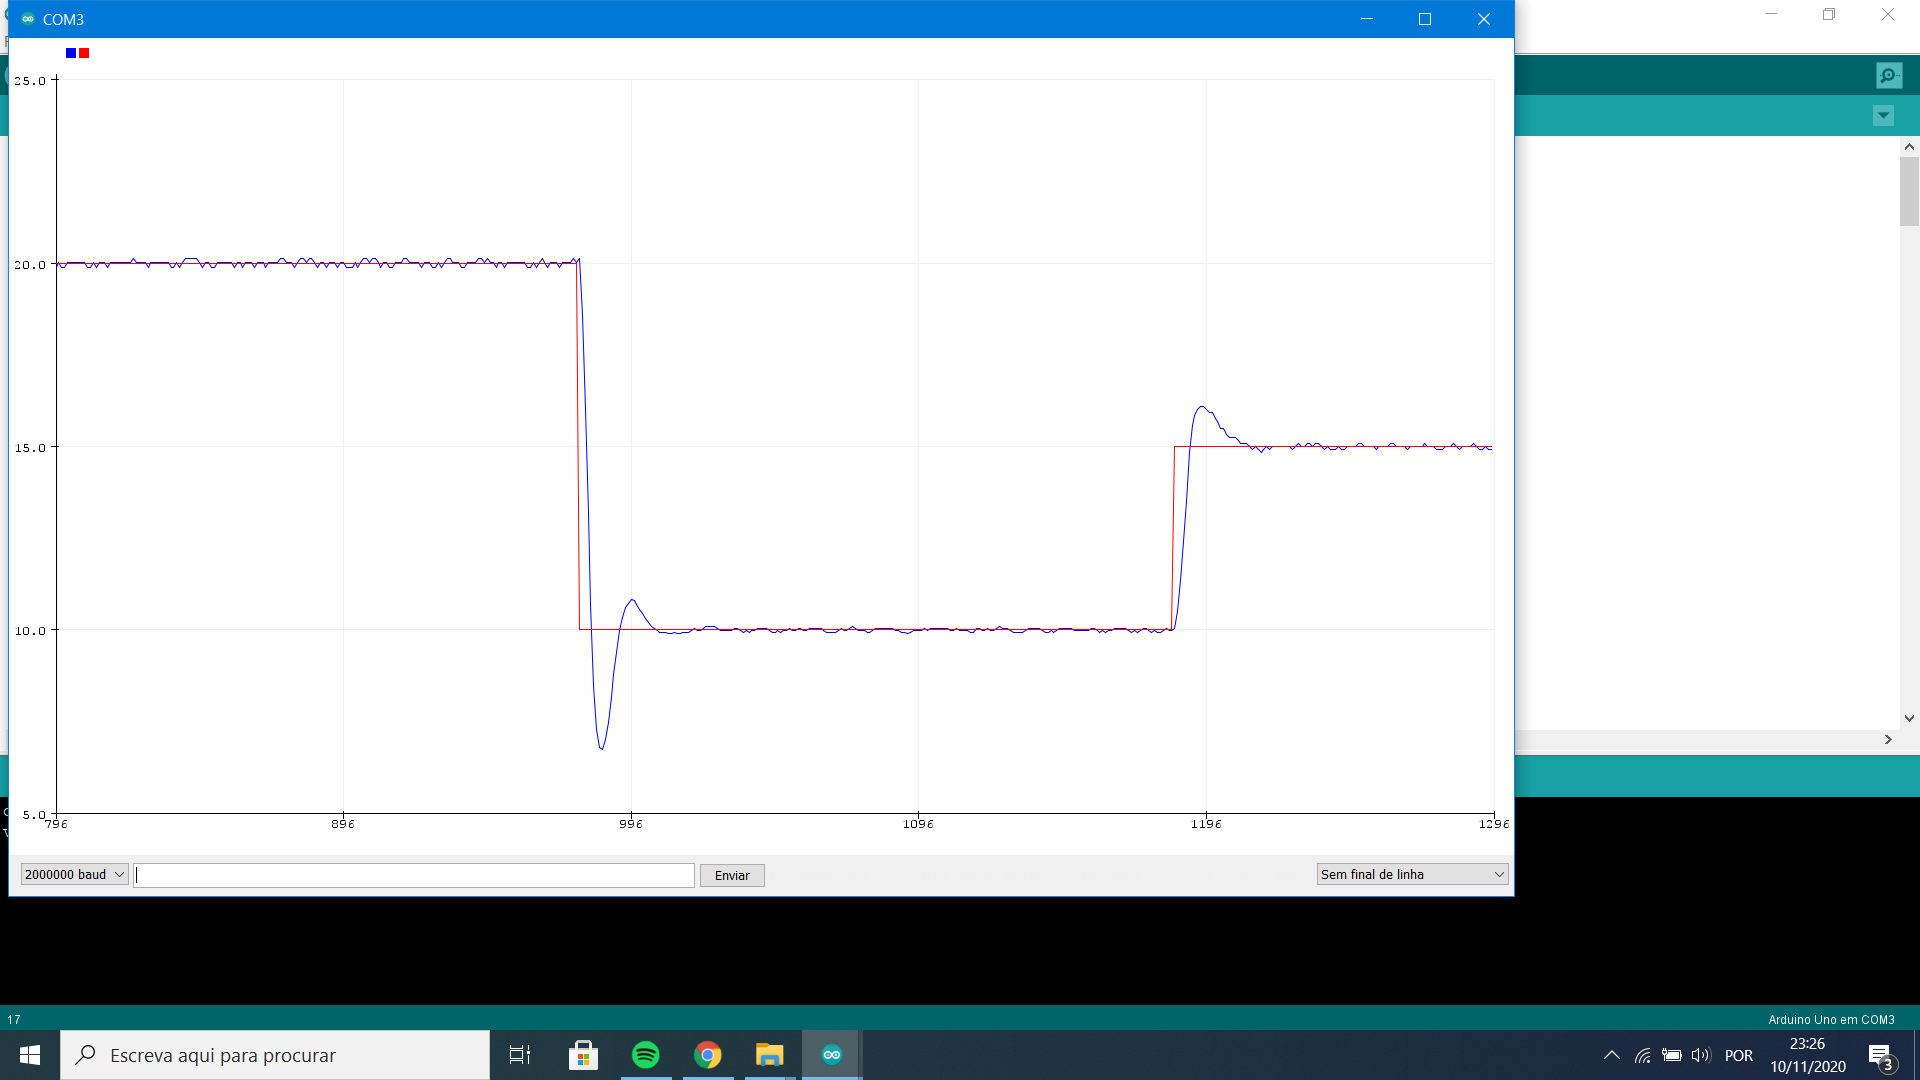 COM3
25.0
20.0
15.0
10.0
5.0
796 896 996 1096 1196 1296
2000000 baud
Enviar
Sem final de linha
17
Arduino Uno em COM3
Escreva aqui para procurar
POR
23:26
10/11/2020
3